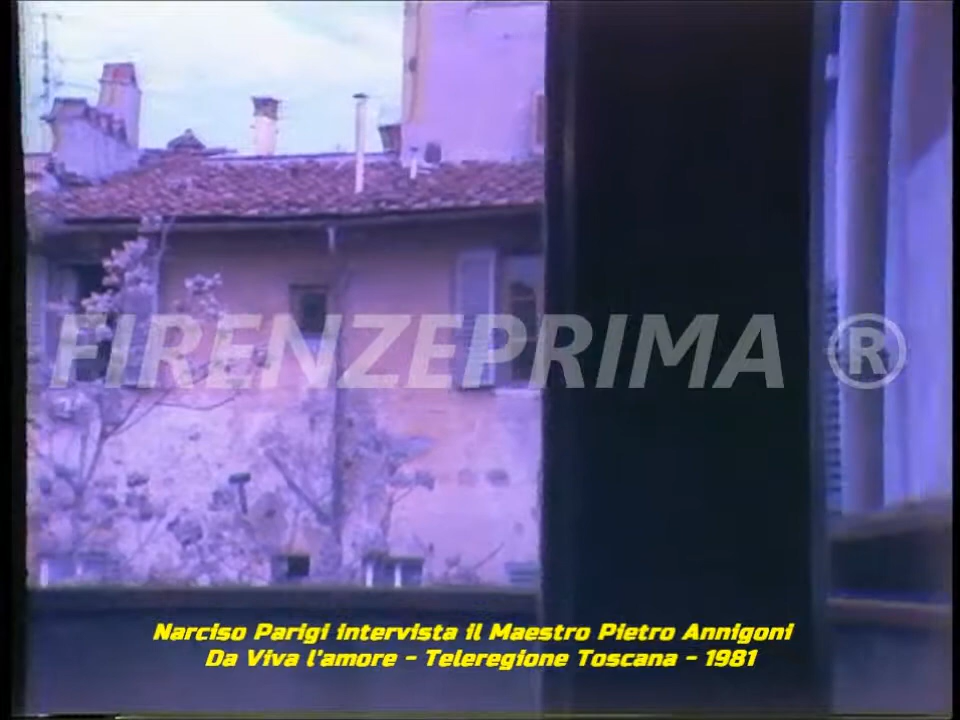 FIRENZEPRIMA ®
Narciso Parigi intervista il Maestro Pietro Annigoni
Da Viva l'amore - Teleregione Toscana - 1981